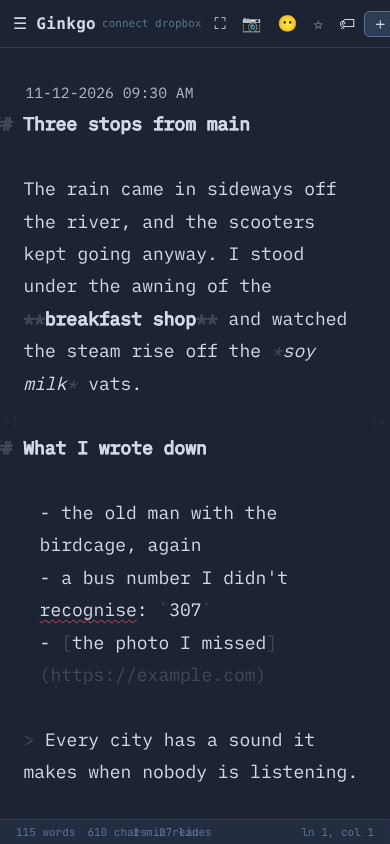 Ginkgo connect dropbox
11-12-2026 09:30 AM
# Three stops from main
The rain came in sideways off
the river, and the scooters
kept going anyway. I stood
under the awning of the
**breakfast shop** and watched
the steam rise off the *soy
milk* vats.
# What I wrote down
- the old man with the
birdcage, again
- a bus number I didn't
recognise: `307`
- [the photo I missed]
(https://example.com)
> Every city has a sound it
makes when nobody is listening.
115 words 610 chars ln 1, col 1